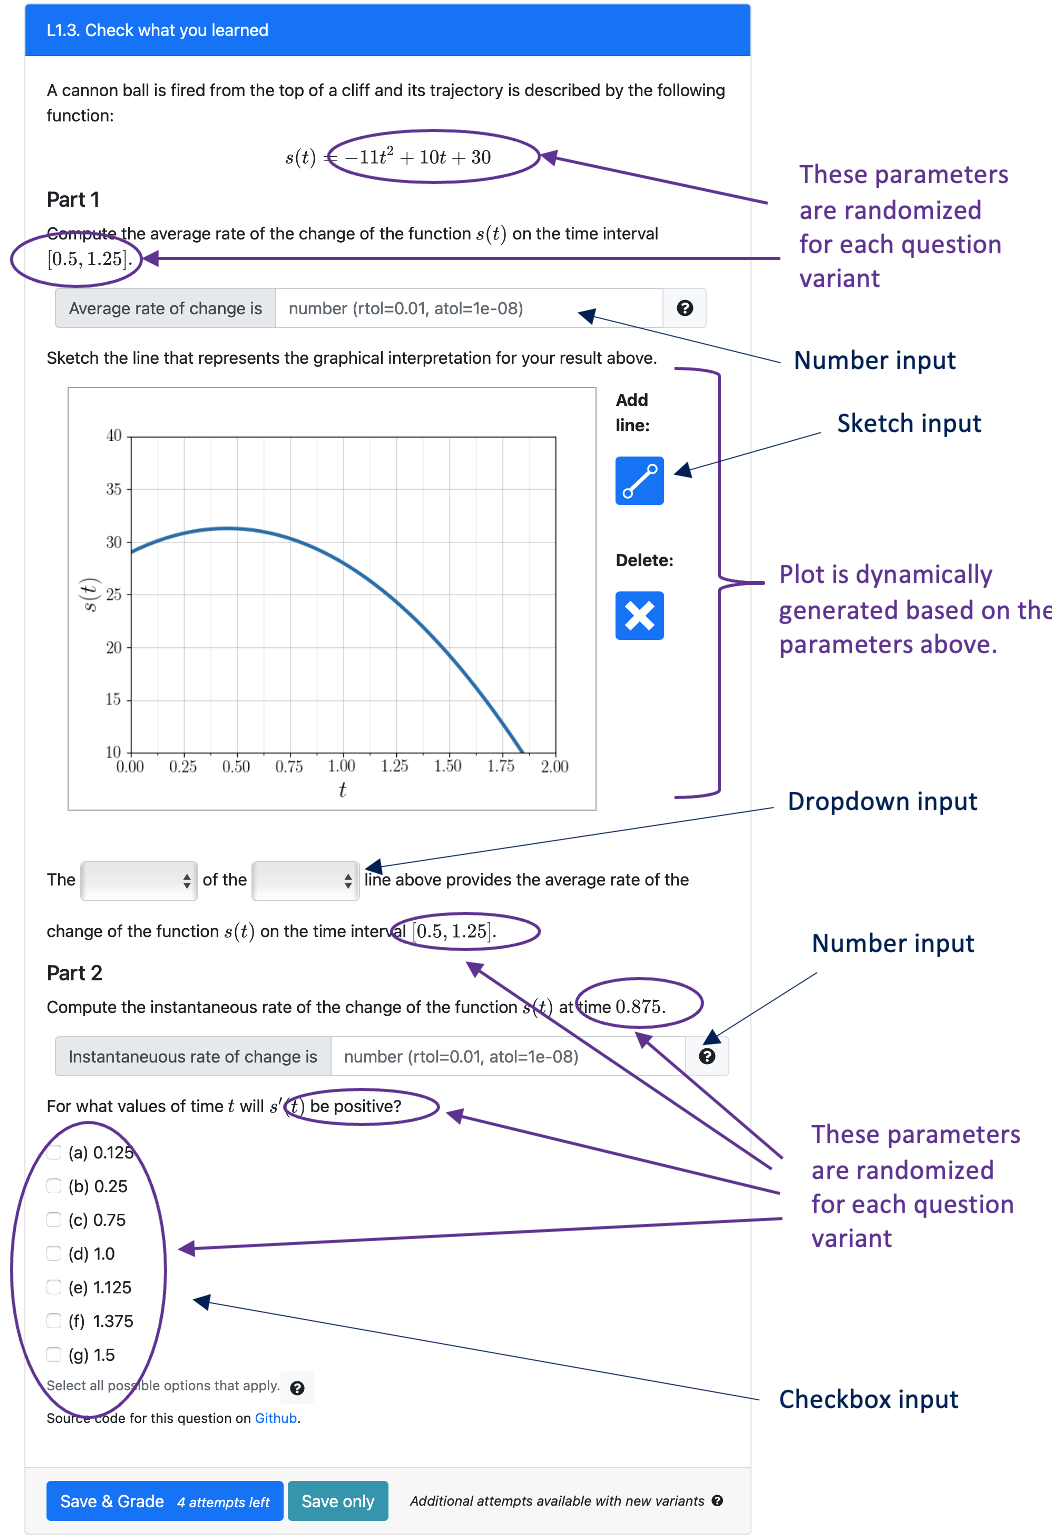 L1.3. Check what you learned
A cannon ball is fired from the top of a cliff and its trajectory is described by the following
function:
s(t) = −11t² + 10t + 30
These parameters
are randomized
for each question
variant
Part 1
Compute the average rate of the change of the function s(t) on the time interval
[0.5, 1.25].
Average rate of change is number (rtol=0.01, atol=1e-08) ?
Number input
Sketch the line that represents the graphical interpretation for your result above.
Add
line:
Sketch input
Delete:
Plot is dynamically
generated based on the
parameters above.
40
35
30
25
20
15
10
s(t)
0.00 0.25 0.50 0.75 1.00 1.25 1.50 1.75 2.00
t
Dropdown input
The of the line above provides the average rate of the
change of the function s(t) on the time interval [0.5, 1.25].
Number input
Part 2
Compute the instantaneous rate of the change of the function s(t) at time 0.875.
Instantaneuous rate of change is number (rtol=0.01, atol=1e-08) ?
For what values of time t will s′(t) be positive?
These parameters
are randomized
for each question
variant
(a) 0.125
(b) 0.25
(c) 0.75
(d) 1.0
(e) 1.125
(f) 1.375
(g) 1.5
Select all possible options that apply. ?
Checkbox input
Source code for this question on Github.
Save & Grade 4 attempts left
Save only
Additional attempts available with new variants ?